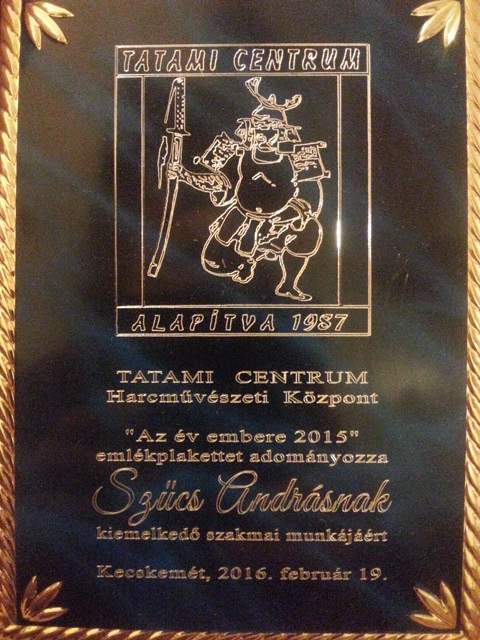 TATAMI CENTRUM
ALAPÍTVA 1987
TATAMI CENTRUM
Harcművészeti Központ
"Az év embere 2015"
emlékplakettet adományozza
Szűcs Andrásnak
kiemelkedő szakmai munkájáért
Kecskemét, 2016. február 19.